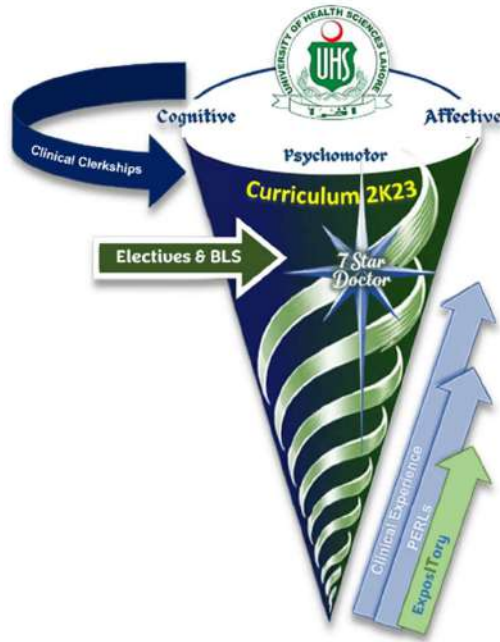 UNIVERSITY OF HEALTH SCIENCES LAHORE
UHS
اقرأ
Cognitive
Affective
Psychomotor
Clinical Clerkships
Curriculum 2K23
Electives & BLS
7 Star
Doctor
Clinical Experience
PERLs
ExposITory